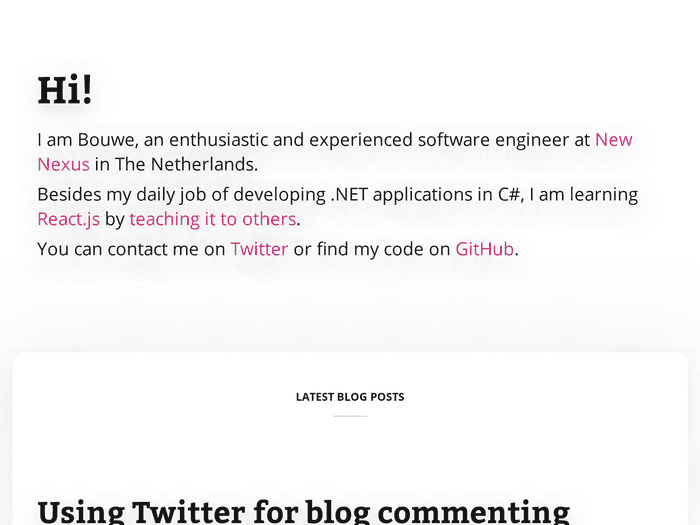 Hi!
I am Bouwe, an enthusiastic and experienced software engineer at New
Nexus in The Netherlands.
Besides my daily job of developing .NET applications in C#, I am learning
React.js by teaching it to others.
You can contact me on Twitter or find my code on GitHub.
LATEST BLOG POSTS
Using Twitter for blog commenting